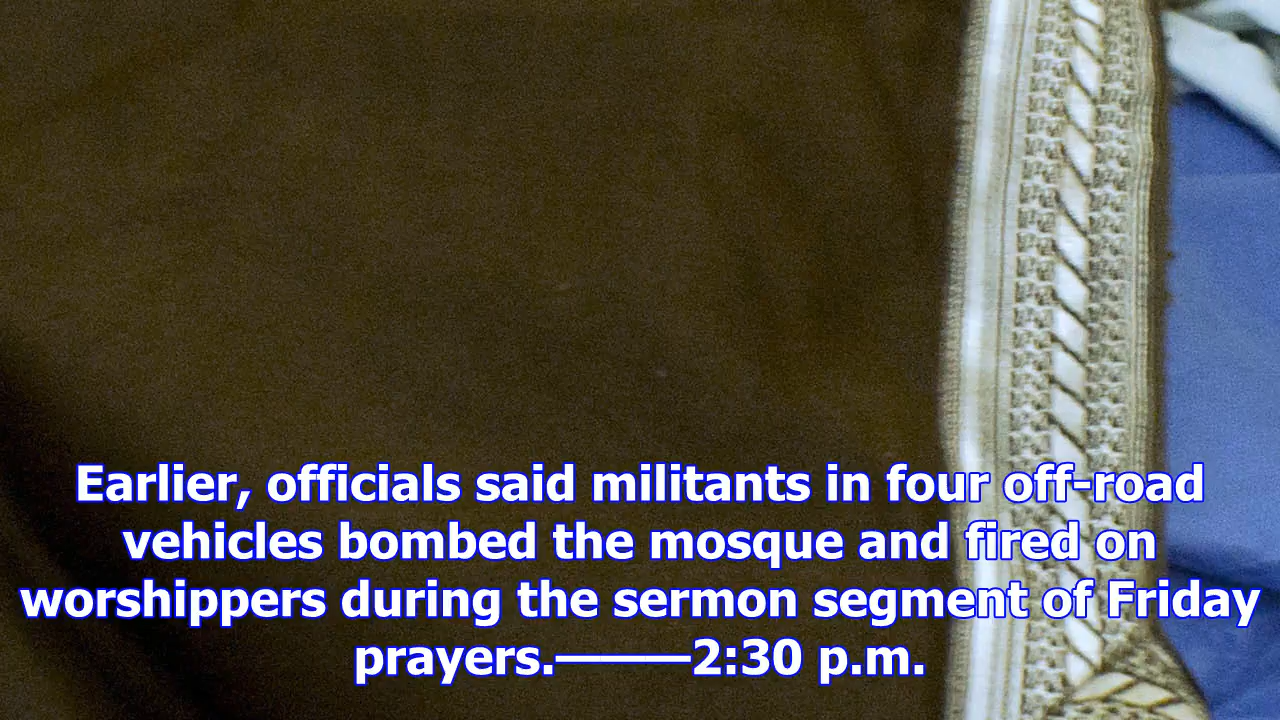 Earlier, officials said militants in four off-road
vehicles bombed the mosque and fired on
worshippers during the sermon segment of Friday
prayers.———2:30 p.m.